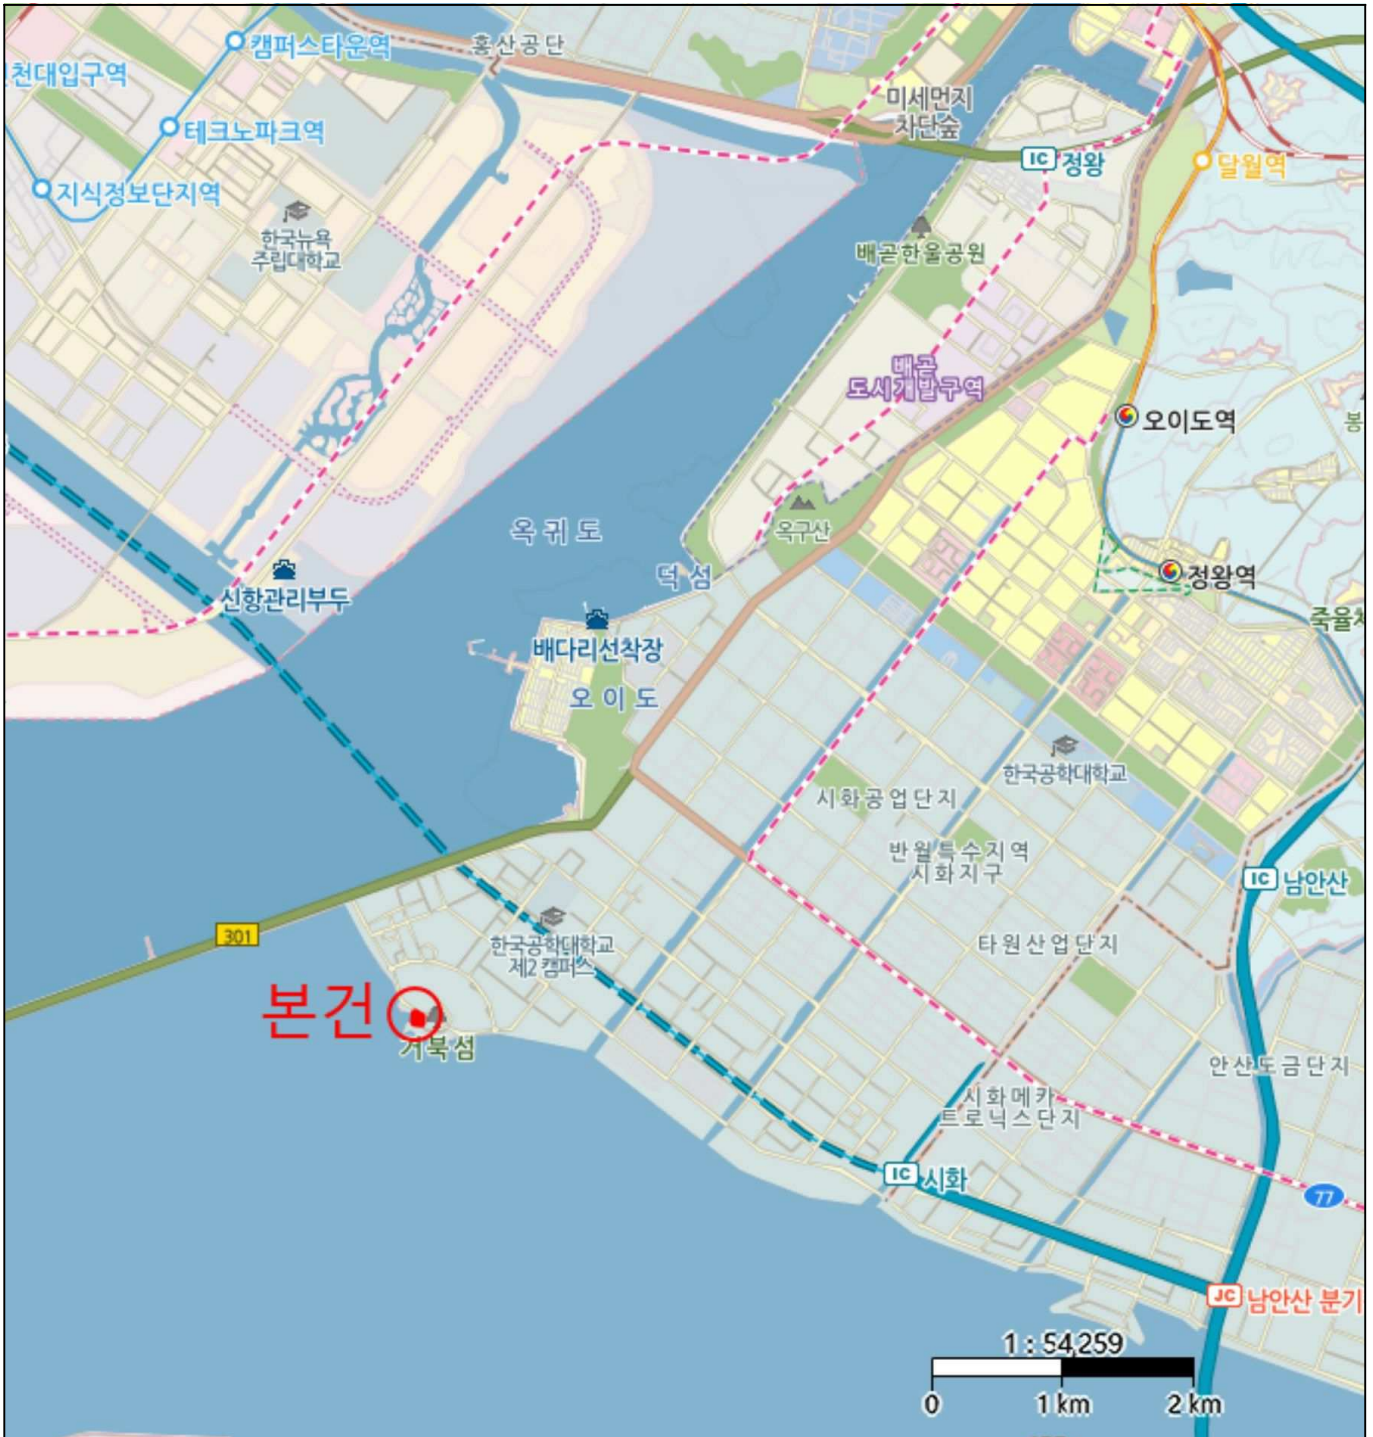 캠퍼스타운역
홍산공단
천대입구역
미세먼지
차단숲
테크노파크역
IC 정왕
달월역
지식정보단지역
한국뉴욕
주립대학교
배곧한울공원
배곧
도시개발구역
오이도역
봉
옥귀도
옥구산
덕섬
정왕역
신항관리부두
죽율차
배다리선착장
오이도
한국공학대학교
시화공업단지
반월특수지역
시화지구
IC 남안산
301
한국공학대학교
제2캠퍼스
타원산업단지
본건
거북섬
안산도금단지
시화메카
트로닉스단지
IC 시화
77
JC 남안산 분기
1 : 54,259
0 1 km 2 km